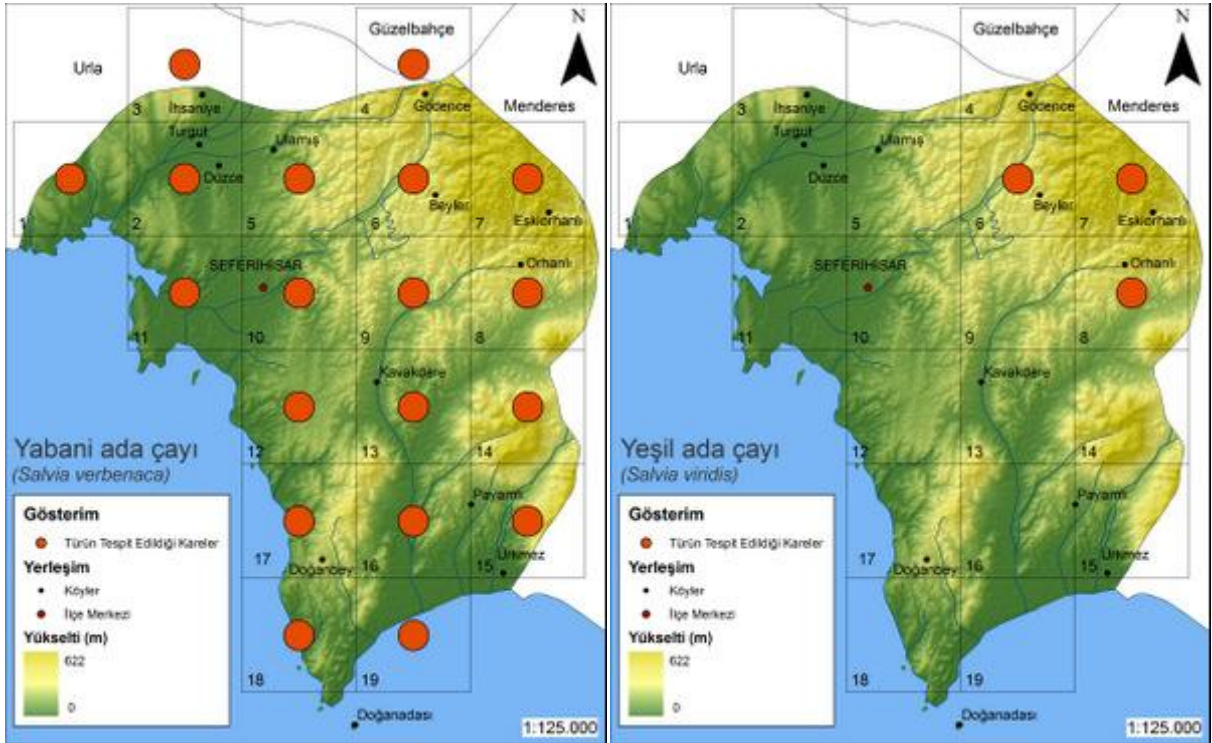 Güzelbahçe
N
Urla
3
İhsaniye
4
Gödence
Menderes
Turgut
Ulamış
Düzce
Beyler
1
2
5
6
7
Eskiorhanlı
SEFERİHİSAR
Orhanlı
11
10
9
8
Kavakdere
Yabani ada çayı
(Salvia verbenaca)
12
13
14
Gösterim
Türün Tespit Edildiği Kareler
Yerleşim
Köyler
İlçe Merkezi
Yükselti (m)
622
0
Payamlı
17
Doğanbey
16
15
Ürkmez
18
19
Doğanadası
1:125.000
Güzelbahçe
N
Urla
3
İhsaniye
4
Gödence
Menderes
Turgut
Ulamış
Düzce
Beyler
1
2
5
6
7
Eskiorhanlı
SEFERİHİSAR
Orhanlı
11
10
9
8
Kavakdere
Yeşil ada çayı
(Salvia viridis)
12
13
14
Gösterim
Türün Tespit Edildiği Kareler
Yerleşim
Köyler
İlçe Merkezi
Yükselti (m)
622
0
Payamlı
17
Doğanbey
16
15
Ürkmez
18
19
Doğanadası
1:125.000